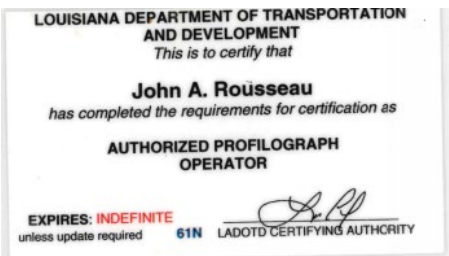 LOUISIANA DEPARTMENT OF TRANSPORTATION
AND DEVELOPMENT
This is to certify that
John A. Rousseau
has completed the requirements for certification as
AUTHORIZED PROFILOGRAPH
OPERATOR
EXPIRES: INDEFINITE
unless update required 61N LADOTD CERTIFYING AUTHORITY